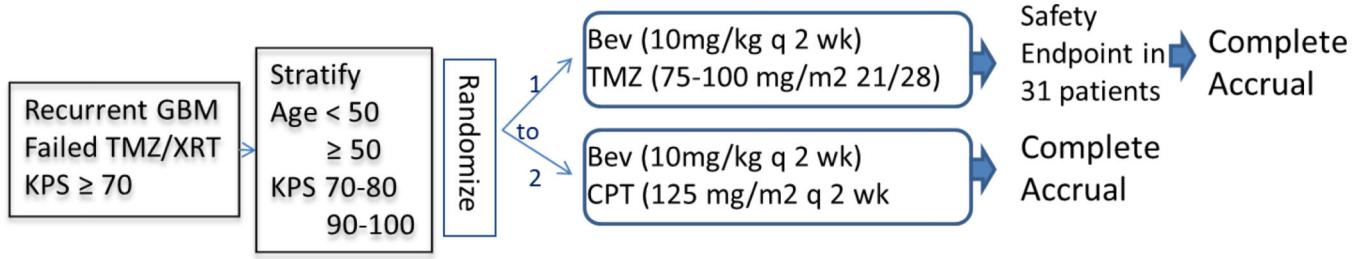 Recurrent GBM
Failed TMZ/XRT
KPS ≥ 70
Stratify
Age < 50
≥ 50
KPS 70-80
90-100
Randomize
1
to
2
Bev (10mg/kg q 2 wk)
TMZ (75-100 mg/m2 21/28)
Safety
Endpoint in
31 patients
Complete
Accrual
Bev (10mg/kg q 2 wk)
CPT (125 mg/m2 q 2 wk
Complete
Accrual